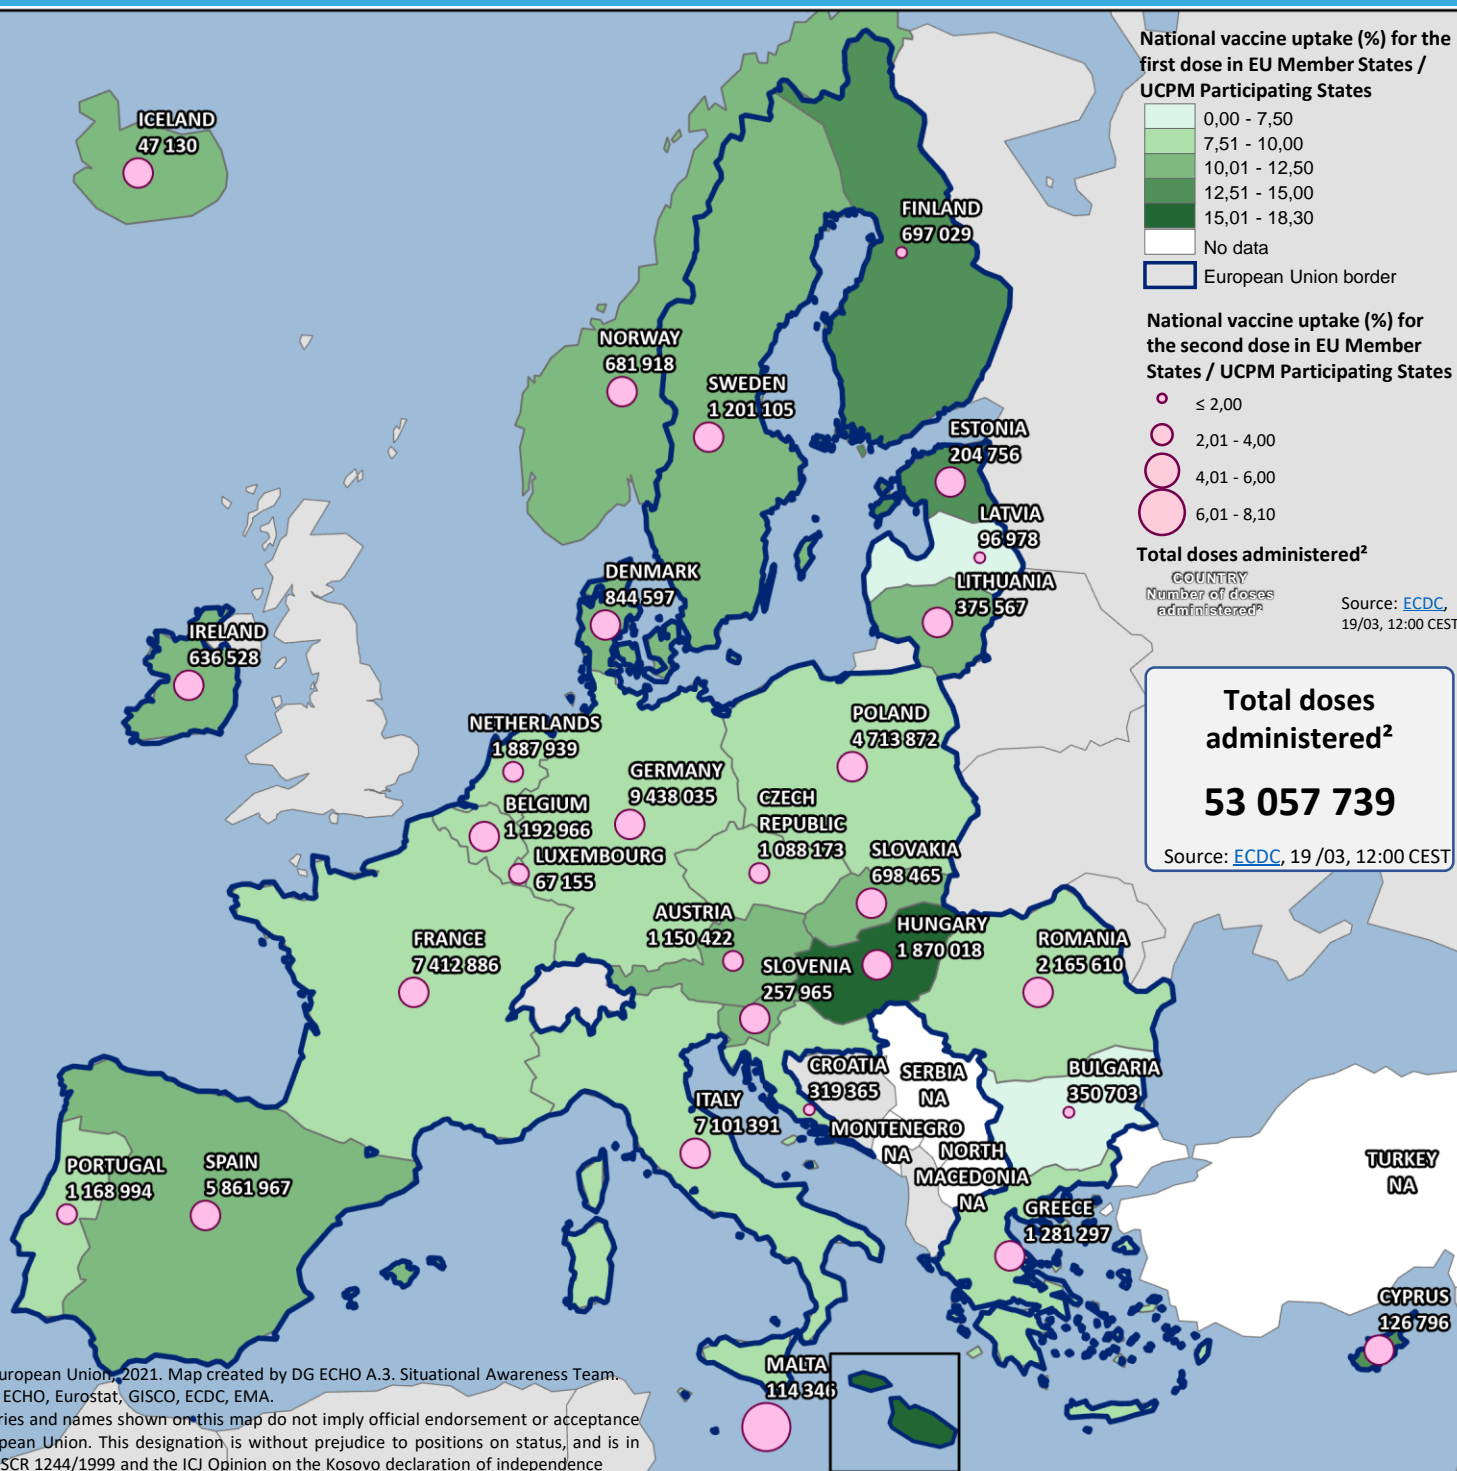 National vaccine uptake (%) for the
first dose in EU Member States /
UCPM Participating States
0,00 - 7,50
7,51 - 10,00
10,01 - 12,50
12,51 - 15,00
15,01 - 18,30
No data
European Union border
National vaccine uptake (%) for
the second dose in EU Member
States / UCPM Participating States
≤ 2,00
2,01 - 4,00
4,01 - 6,00
6,01 - 8,10
Total doses administered²
COUNTRY
Number of doses
administered²
Source: ECDC,
19/03, 12:00 CEST
Total doses
administered²
53 057 739
Source: ECDC, 19 /03, 12:00 CEST
ICELAND
47 130
FINLAND
697 029
NORWAY
681 918
SWEDEN
1 201 105
ESTONIA
204 756
LATVIA
96 978
LITHUANIA
375 567
DENMARK
844 597
IRELAND
636 528
NETHERLANDS
1 887 939
POLAND
4 713 872
GERMANY
9 438 035
BELGIUM
1 192 966
CZECH
REPUBLIC
1 088 173
LUXEMBOURG
67 155
SLOVAKIA
698 465
AUSTRIA
1 150 422
HUNGARY
1 870 018
FRANCE
7 412 886
SLOVENIA
257 965
ROMANIA
2 165 610
CROATIA
319 365
SERBIA
NA
BULGARIA
350 703
ITALY
7 101 391
MONTENEGRO
NA
NORTH
MACEDONIA
NA
PORTUGAL
1 168 994
SPAIN
5 861 967
TURKEY
NA
GREECE
1 281 297
CYPRUS
126 796
MALTA
114 346
uropean Union, 2021. Map created by DG ECHO A.3. Situational Awareness Team.
ECHO, Eurostat, GISCO, ECDC, EMA.
ries and names shown on this map do not imply official endorsement or acceptance
pean Union. This designation is without prejudice to positions on status, and is in
SCR 1244/1999 and the ICJ Opinion on the Kosovo declaration of independence